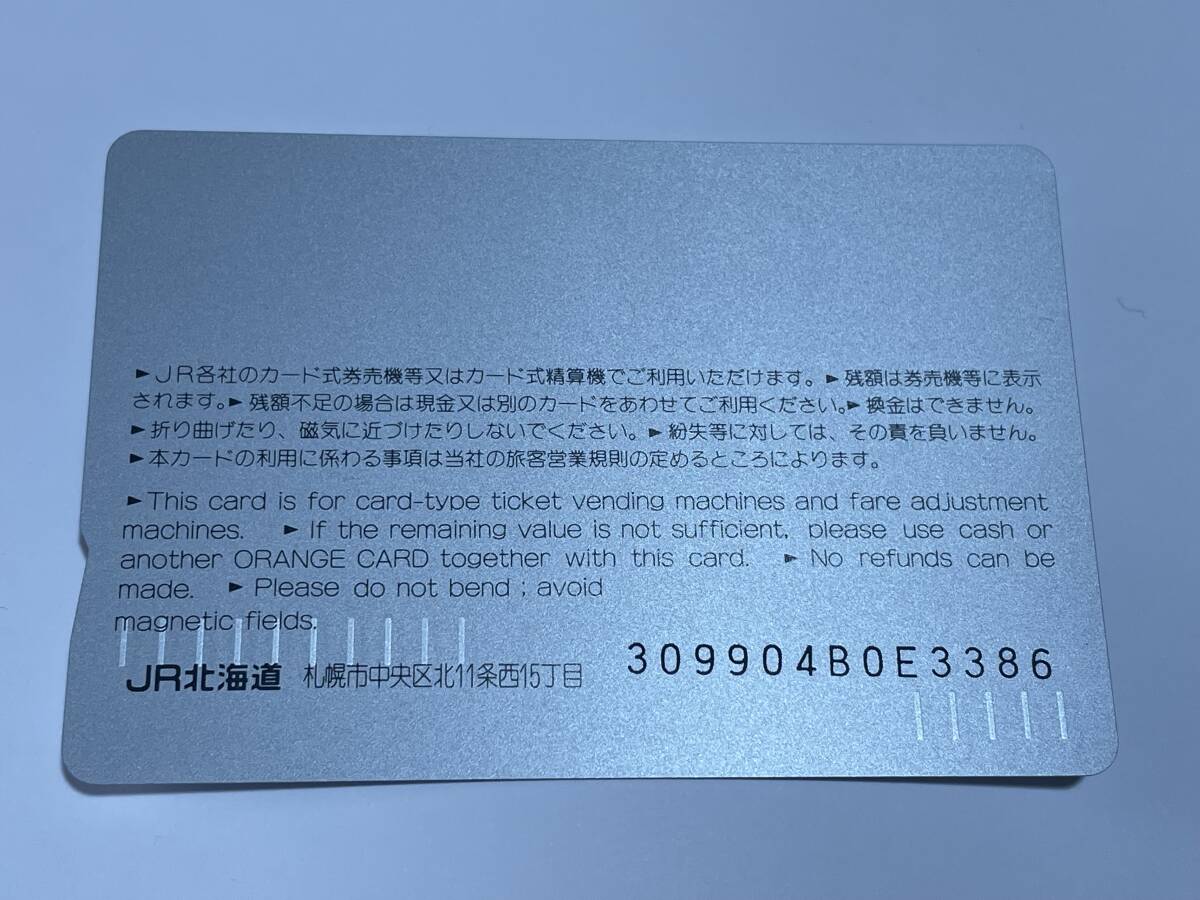 ►JR各社のカード式券売機等又はカード式精算機でご利用いただけます。►残額は券売機等に表示
されます。►残額不足の場合は現金又は別のカードをあわせてご利用ください。►換金はできません。
►折り曲げたり、磁気に近づけたりしないでください。►紛失等に対しては、その責を負いません。
►本カードの利用に係わる事項は当社の旅客営業規則の定めるところによります。
►This card is for card-type ticket vending machines and fare adjustment
machines. ►If the remaining value is not sufficient, please use cash or
another ORANGE CARD together with this card. ►No refunds can be
made. ►Please do not bend; avoid
magnetic fields.
JR北海道 札幌市中央区北11条西15丁目 309904B0E3386